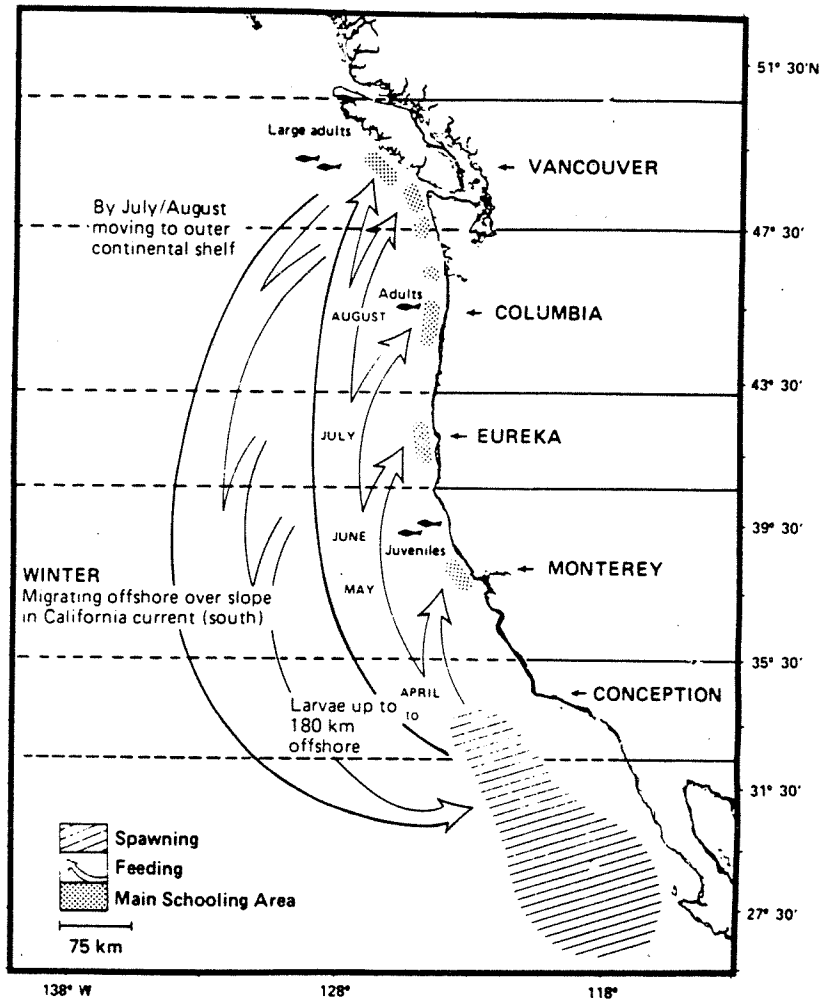 51° 30'N
Large adults
← VANCOUVER
By July/August
moving to outer
continental shelf
47° 30'
Adults
AUGUST
← COLUMBIA
43° 30'
JULY
← EUREKA
39° 30'
JUNE
Juveniles
← MONTEREY
MAY
WINTER
Migrating offshore over slope
in California current (south)
35° 30'
← CONCEPTION
APRIL
TO
Larvae up to
180 km
offshore
31° 30'
Spawning
Feeding
Main Schooling Area
75 km
27° 30'
138° W
128°
118°